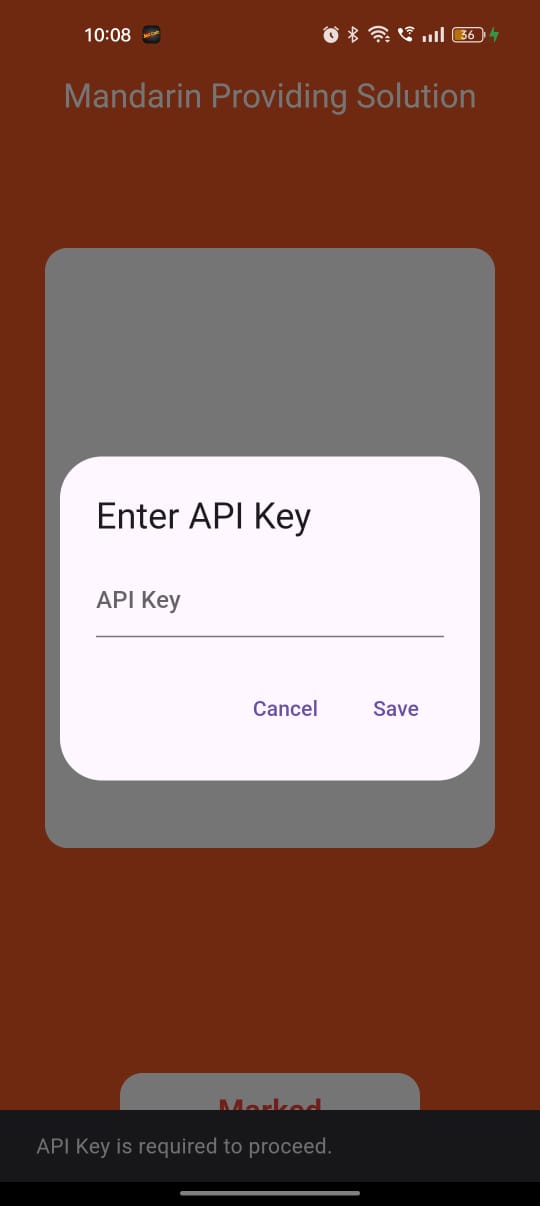 10:08
36
Mandarin Providing Solution
Enter API Key
API Key
Cancel Save
Marked
API Key is required to proceed.